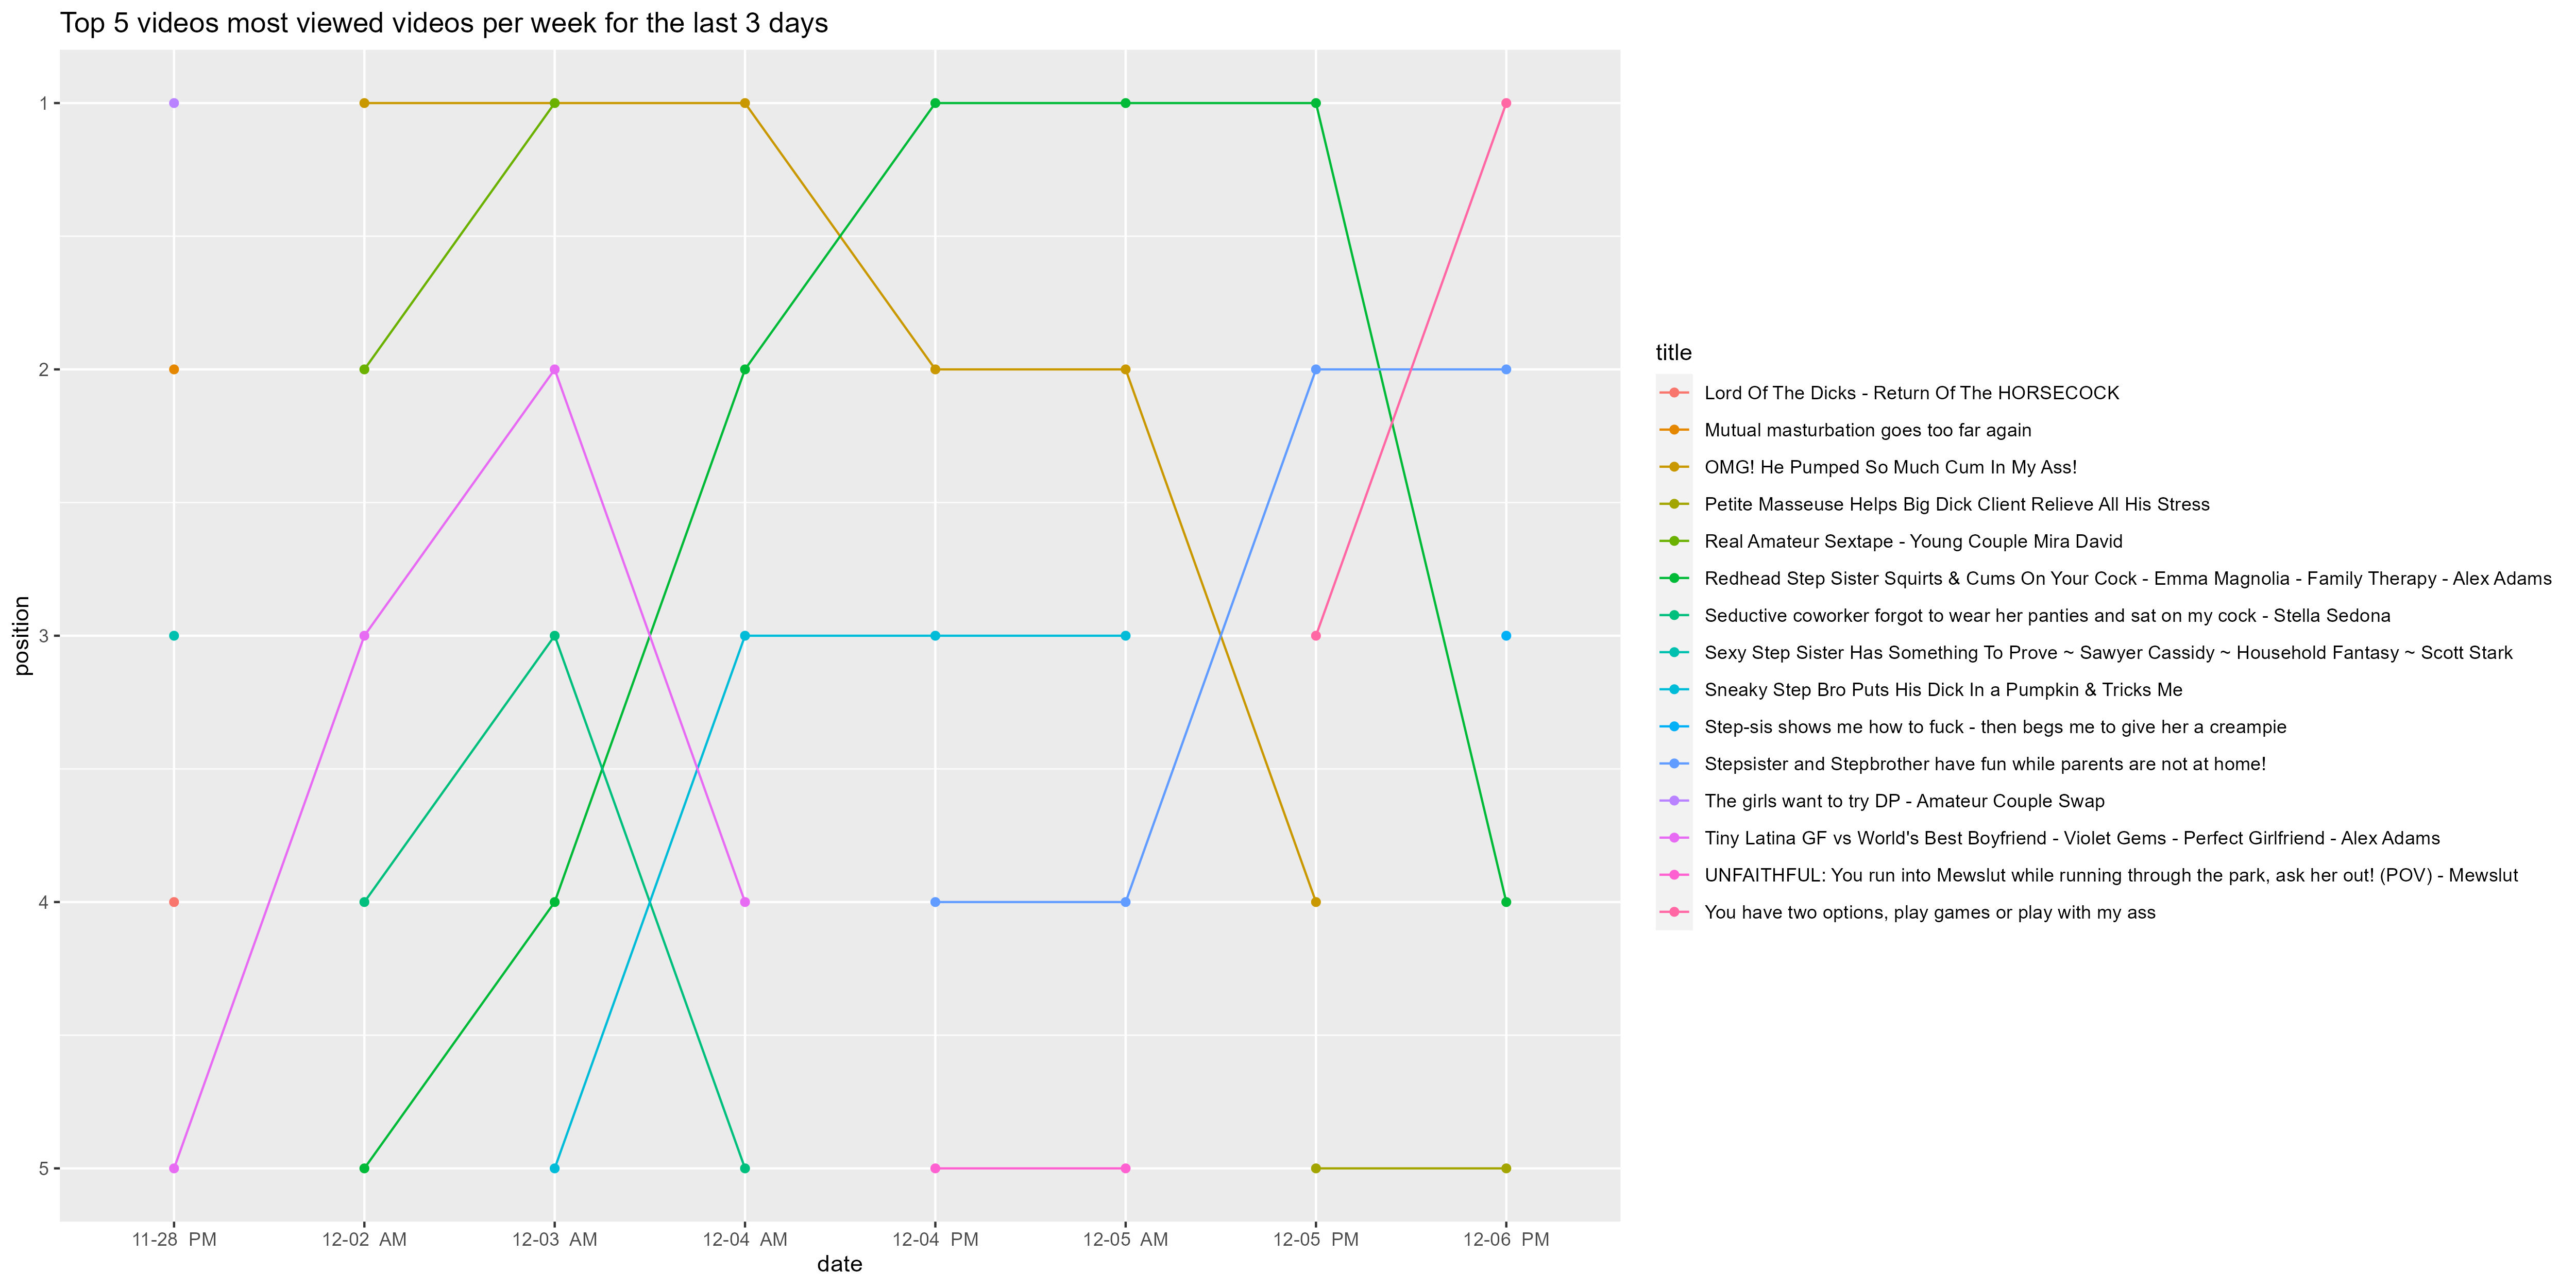 Top 5 videos most viewed videos per week for the last 3 days
position
1
2
3
4
5
11-28 PM
12-02 AM
12-03 AM
12-04 AM
12-04 PM
12-05 AM
12-05 PM
12-06 PM
date
title
Lord Of The Dicks - Return Of The HORSECOCK
Mutual masturbation goes too far again
OMG! He Pumped So Much Cum In My Ass!
Petite Masseuse Helps Big Dick Client Relieve All His Stress
Real Amateur Sextape - Young Couple Mira David
Redhead Step Sister Squirts & Cums On Your Cock - Emma Magnolia - Family Therapy - Alex Adams
Seductive coworker forgot to wear her panties and sat on my cock - Stella Sedona
Sexy Step Sister Has Something To Prove ~ Sawyer Cassidy ~ Household Fantasy ~ Scott Stark
Sneaky Step Bro Puts His Dick In a Pumpkin & Tricks Me
Step-sis shows me how to fuck - then begs me to give her a creampie
Stepsister and Stepbrother have fun while parents are not at home!
The girls want to try DP - Amateur Couple Swap
Tiny Latina GF vs World's Best Boyfriend - Violet Gems - Perfect Girlfriend - Alex Adams
UNFAITHFUL: You run into Mewslut while running through the park, ask her out! (POV) - Mewslut
You have two options, play games or play with my ass